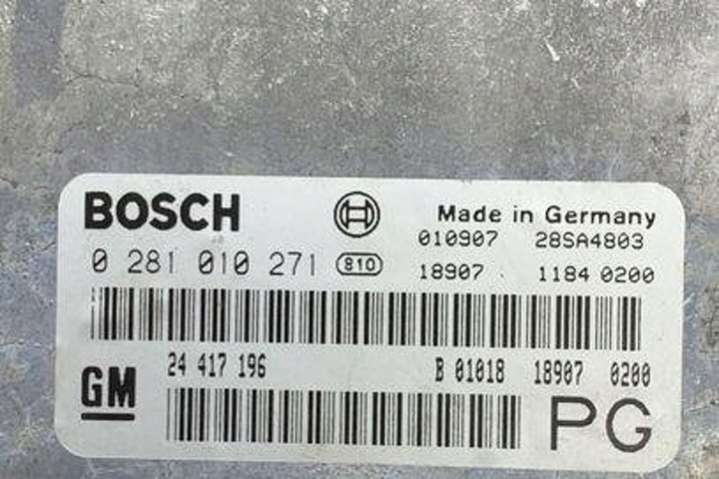 BOSCH Made in Germany
010907 28SA4803
0 281 010 271 810 18907 1184 0200
24 417 196 B 01018 18907 0200
GM PG